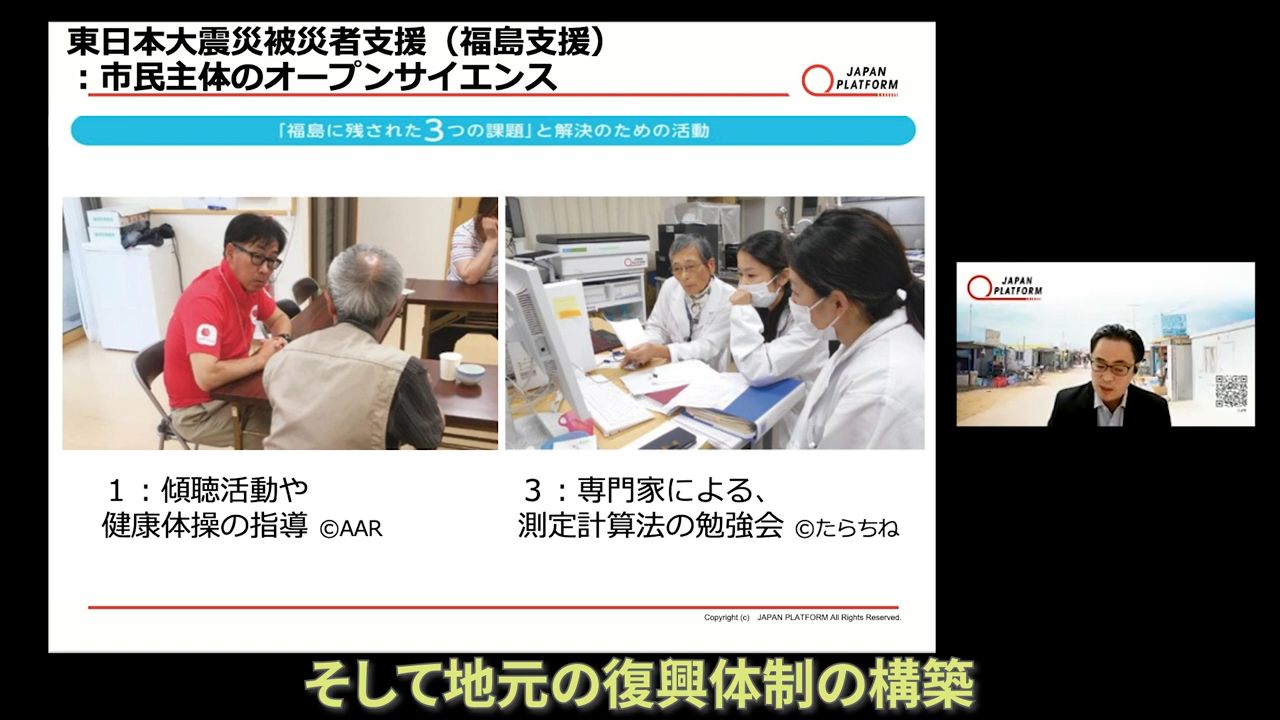 東日本大震災被災者支援（福島支援）
：市民主体のオープンサイエンス
JAPAN
PLATFORM
「福島に残された3つの課題」と解決のための活動
１：傾聴活動や
健康体操の指導 ©AAR
３：専門家による、
測定計算法の勉強会 ©たらちね
Copyright (c) JAPAN PLATFORM All Rights Reserved.
JAPAN
PLATFORM
そして地元の復興体制の構築